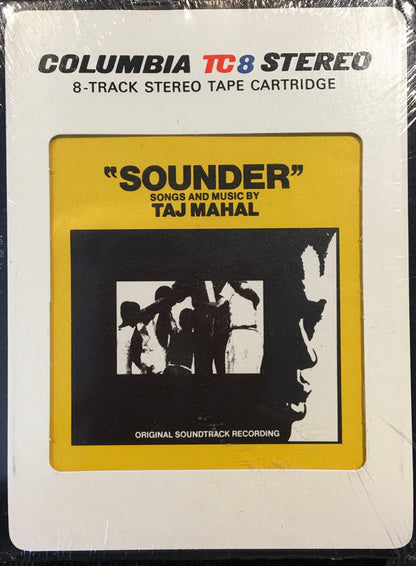 COLUMBIA TC8 STEREO
8-TRACK STEREO TAPE CARTRIDGE
"SOUNDER"
SONGS AND MUSIC BY
TAJ MAHAL
ORIGINAL SOUNDTRACK RECORDING